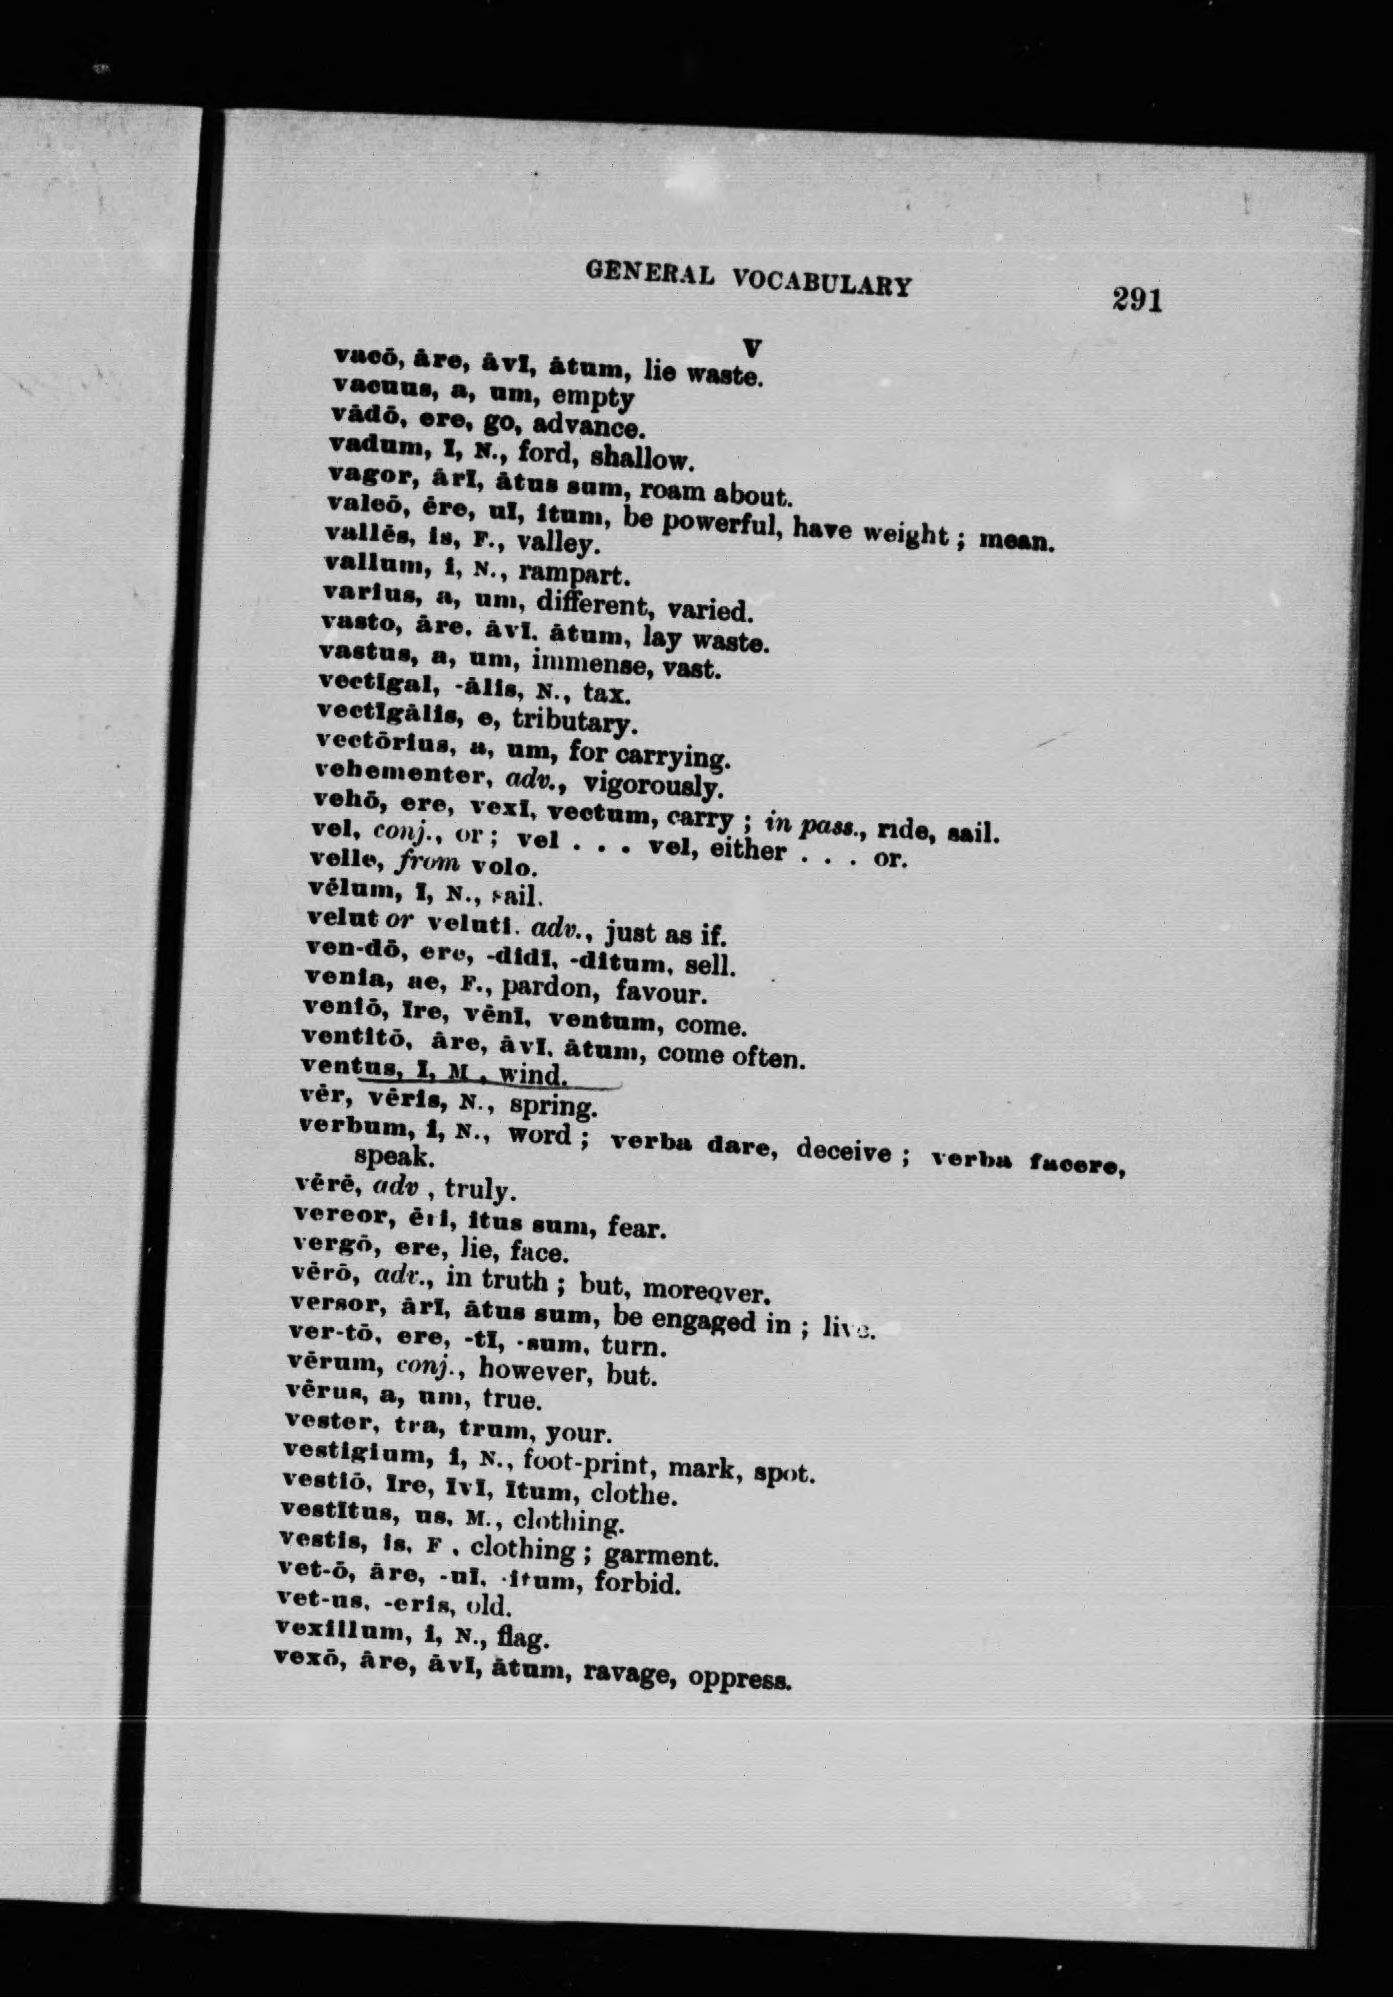 GENERAL VOCABULARY 291
V
vacō, āre, āvī, ātum, lie waste.
vacuus, a, um, empty
vādō, ere, go, advance.
vadum, ī, N., ford, shallow.
vagor, ārī, ātus sum, roam about.
valeō, ēre, uī, itum, be powerful, have weight; mean.
vallēs, is, F., valley.
vallum, i, N., rampart.
varius, a, um, different, varied.
vasto, āre, āvī, ātum, lay waste.
vastus, a, um, immense, vast.
vectīgal, -ālis, N., tax.
vectīgālis, e, tributary.
vectōrius, a, um, for carrying.
vehementer, adv., vigorously.
vehō, ere, vexī, vectum, carry; in pass., ride, sail.
vel, conj., or; vel . . . vel, either . . . or.
velle, from volo.
vēlum, ī, N., sail.
velut or veluti. adv., just as if.
ven-dō, ere, -didī, -ditum, sell.
venia, ae, F., pardon, favour.
veniō, īre, vēnī, ventum, come.
ventitō, āre, āvī, ātum, come often.
ventus, ī, M., wind.
vēr, vēris, N., spring.
verbum, i, N., word; verba dare, deceive; verba facere,
speak.
vērē, adv , truly.
vereor, ēri, itus sum, fear.
vergō, ere, lie, face.
vērō, adv., in truth; but, moreover.
versor, ārī, ātus sum, be engaged in; live.
ver-tō, ere, -tī, -sum, turn.
vērum, conj., however, but.
vērus, a, um, true.
vester, tra, trum, your.
vestigium, i, N., foot-print, mark, spot.
vestiō, īre, īvī, ītum, clothe.
vestītus, us, M., clothing.
vestis, is, F . clothing; garment.
vet-ō, āre, -uī, -itum, forbid.
vet-us, -eris, old.
vexillum, i, N., flag.
vexō, āre, āvī, ātum, ravage, oppress.